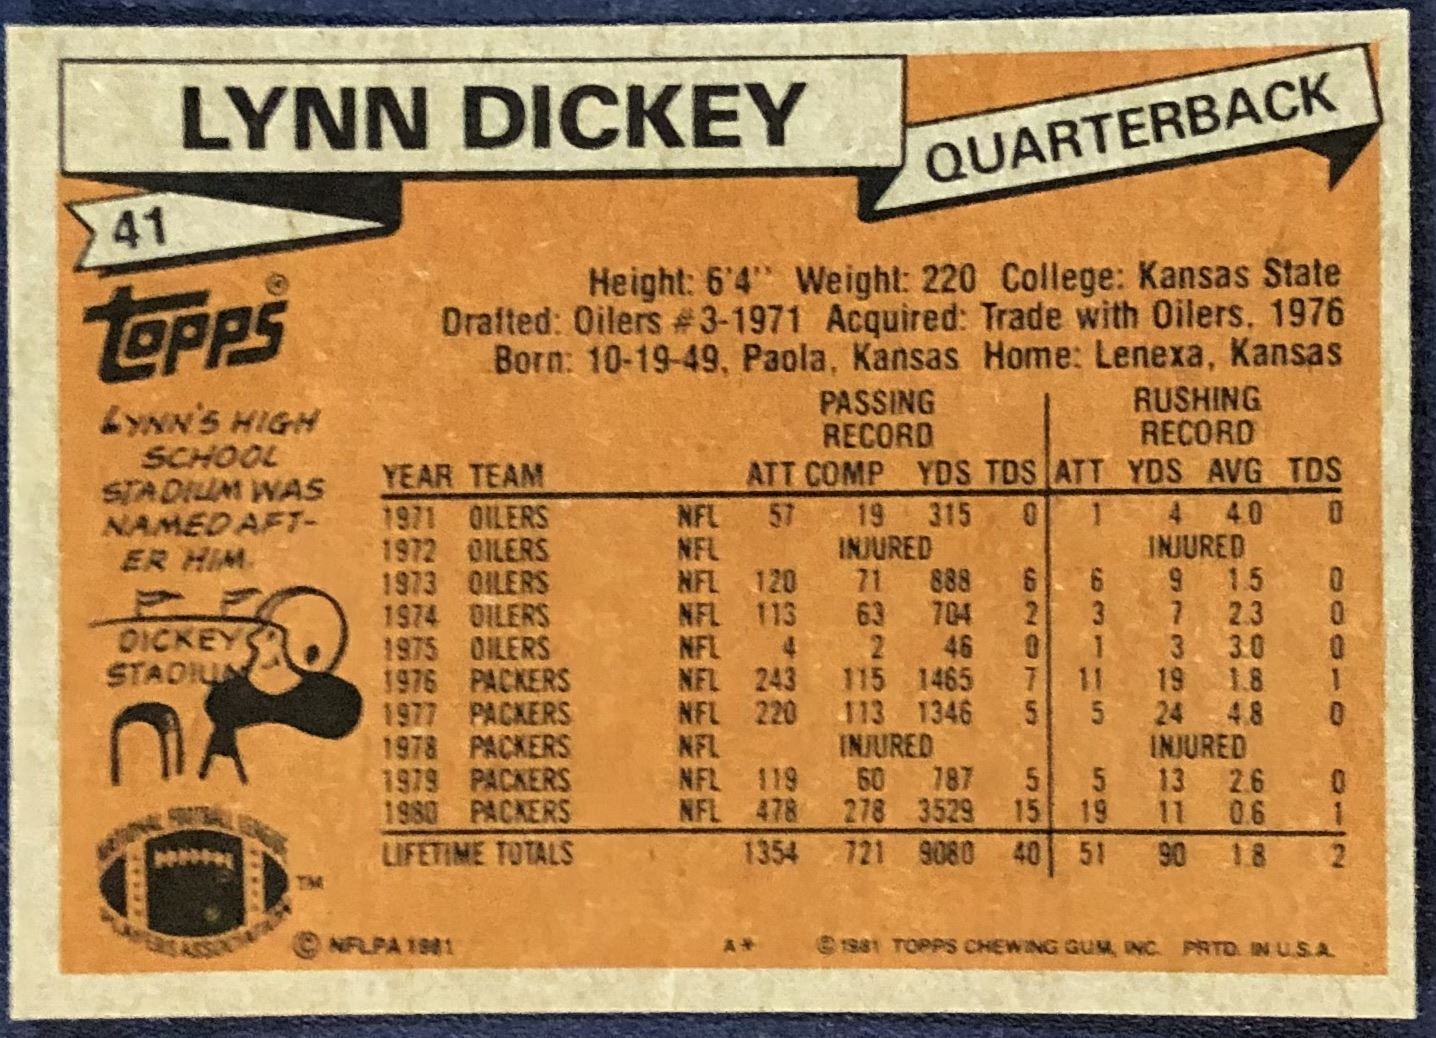 LYNN DICKEY
QUARTERBACK
41
TOPPS®
Height: 6'4'' Weight: 220 College: Kansas State
Drafted: Oilers #3-1971 Acquired: Trade with Oilers, 1976
Born: 10-19-49, Paola, Kansas Home: Lenexa, Kansas
LYNN'S HIGH
SCHOOL
STADIUM WAS
NAMED AFT-
ER HIM.
DICKEY
STADIUM
PASSING RUSHING
RECORD RECORD
YEAR TEAM ATT COMP YDS TDS ATT YDS AVG TDS
1971 OILERS NFL 57 19 315 0 1 4 4.0 0
1972 OILERS NFL INJURED INJURED
1973 OILERS NFL 120 71 888 6 6 9 1.5 0
1974 OILERS NFL 113 63 704 2 3 7 2.3 0
1975 OILERS NFL 4 2 46 0 1 3 3.0 0
1976 PACKERS NFL 243 115 1465 7 11 19 1.8 1
1977 PACKERS NFL 220 113 1346 5 5 24 4.8 0
1978 PACKERS NFL INJURED INJURED
1979 PACKERS NFL 119 60 787 5 5 13 2.6 0
1980 PACKERS NFL 478 278 3529 15 19 11 0.6 1
LIFETIME TOTALS 1354 721 9080 40 51 90 1.8 2
NATIONAL FOOTBALL LEAGUE
PLAYERS ASSOCIATION
TM
© NFLPA 1981
A*
© 1981 TOPPS CHEWING GUM, INC. PRTD. IN U.S.A.